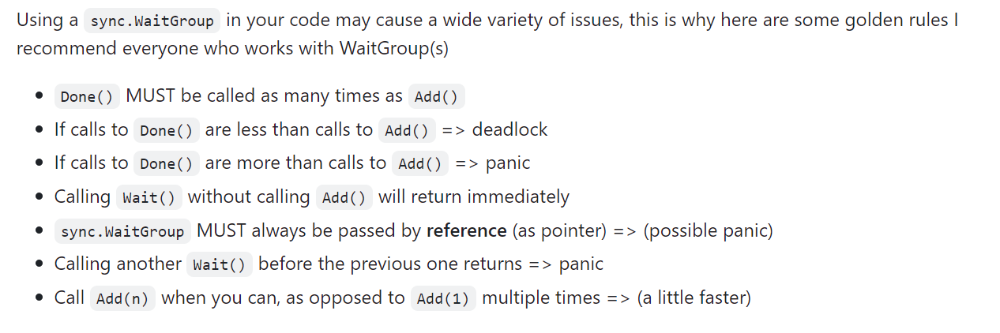 Using a sync.WaitGroup in your code may cause a wide variety of issues, this is why here are some golden rules I
recommend everyone who works with WaitGroup(s)
• Done() MUST be called as many times as Add()
• If calls to Done() are less than calls to Add() => deadlock
• If calls to Done() are more than calls to Add() => panic
• Calling Wait() without calling Add() will return immediately
• sync.WaitGroup MUST always be passed by reference (as pointer) => (possible panic)
• Calling another Wait() before the previous one returns => panic
• Call Add(n) when you can, as opposed to Add(1) multiple times => (a little faster)